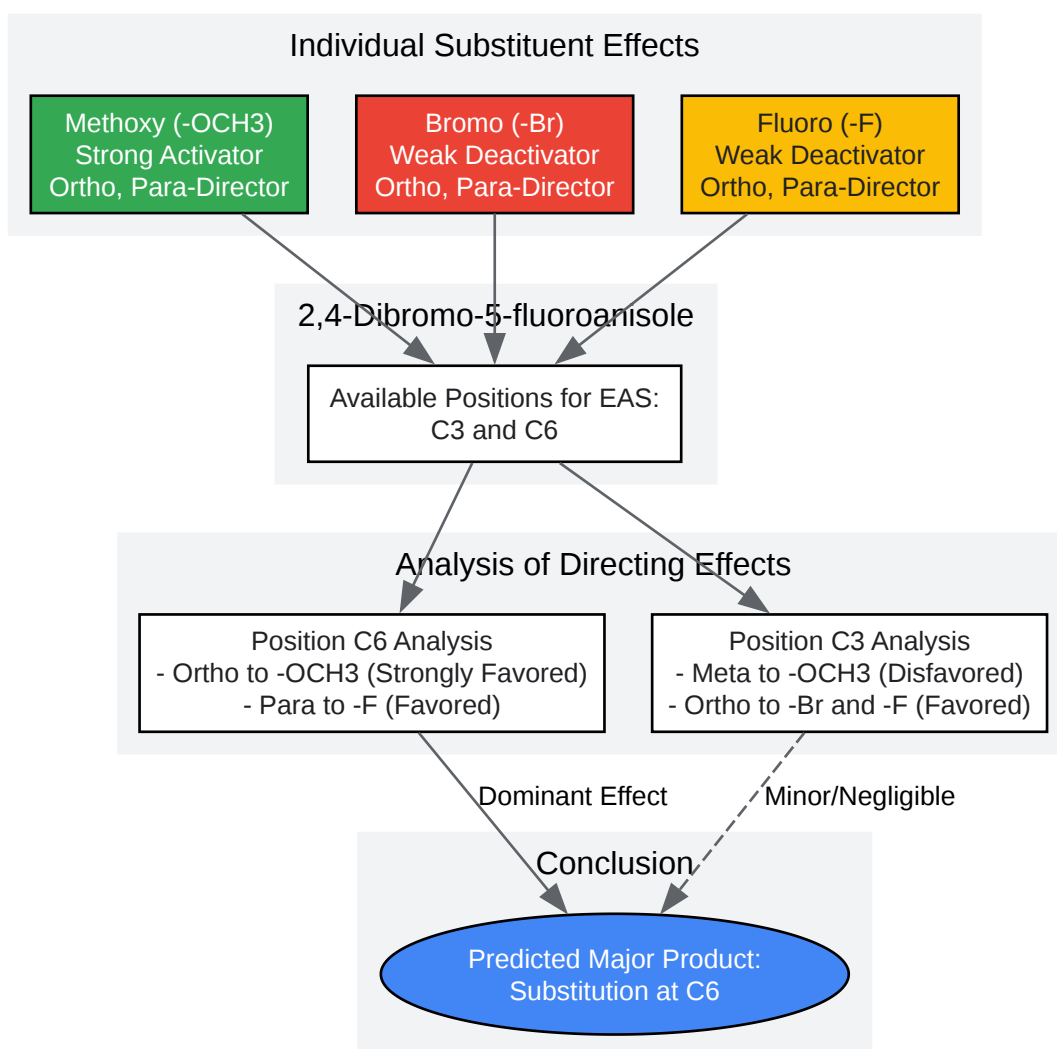 Individual Substituent Effects
Methoxy (-OCH3)
Strong Activator
Ortho, Para-Director
Bromo (-Br)
Weak Deactivator
Ortho, Para-Director
Fluoro (-F)
Weak Deactivator
Ortho, Para-Director
2,4-Dibromo-5-fluoroanisole
Available Positions for EAS:
C3 and C6
Analysis of Directing Effects
Position C6 Analysis
- Ortho to -OCH3 (Strongly Favored)
- Para to -F (Favored)
Position C3 Analysis
- Meta to -OCH3 (Disfavored)
- Ortho to -Br and -F (Favored)
Dominant Effect
Minor/Negligible
Conclusion
Predicted Major Product:
Substitution at C6